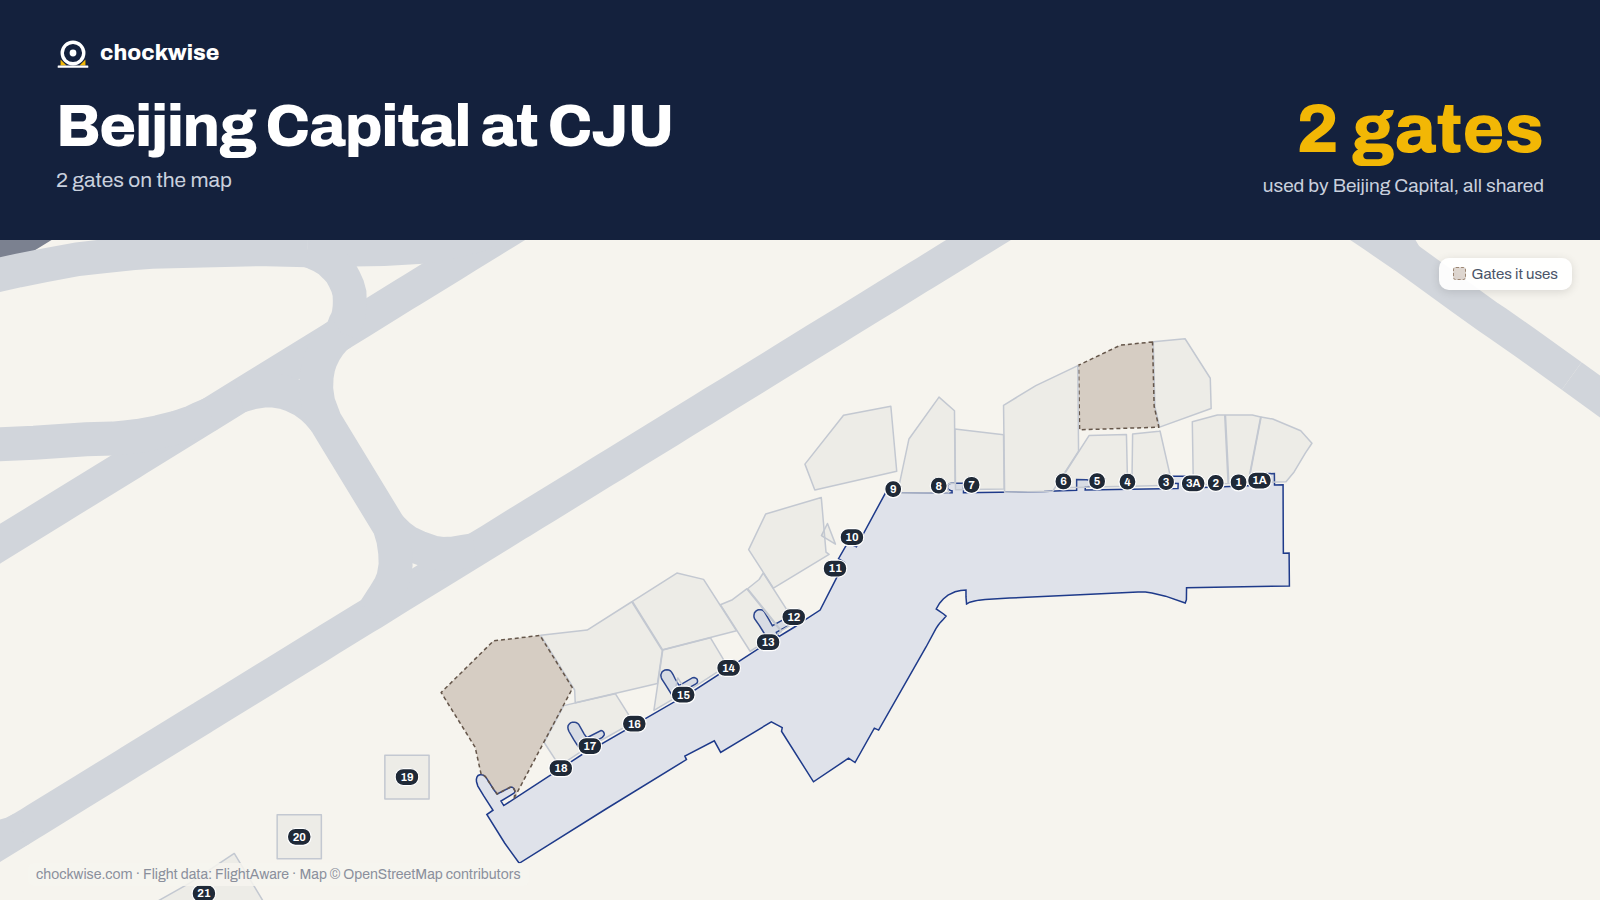 chockwise
Beijing Capital at CJU
2 gates on the map
2 gates
used by Beijing Capital, all shared
Gates it uses
9
8
7
6
5
4
3
3A
2
1
1A
10
11
12
13
14
15
16
17
18
19
20
21
chockwise.com · Flight data: FlightAware · Map © OpenStreetMap contributors